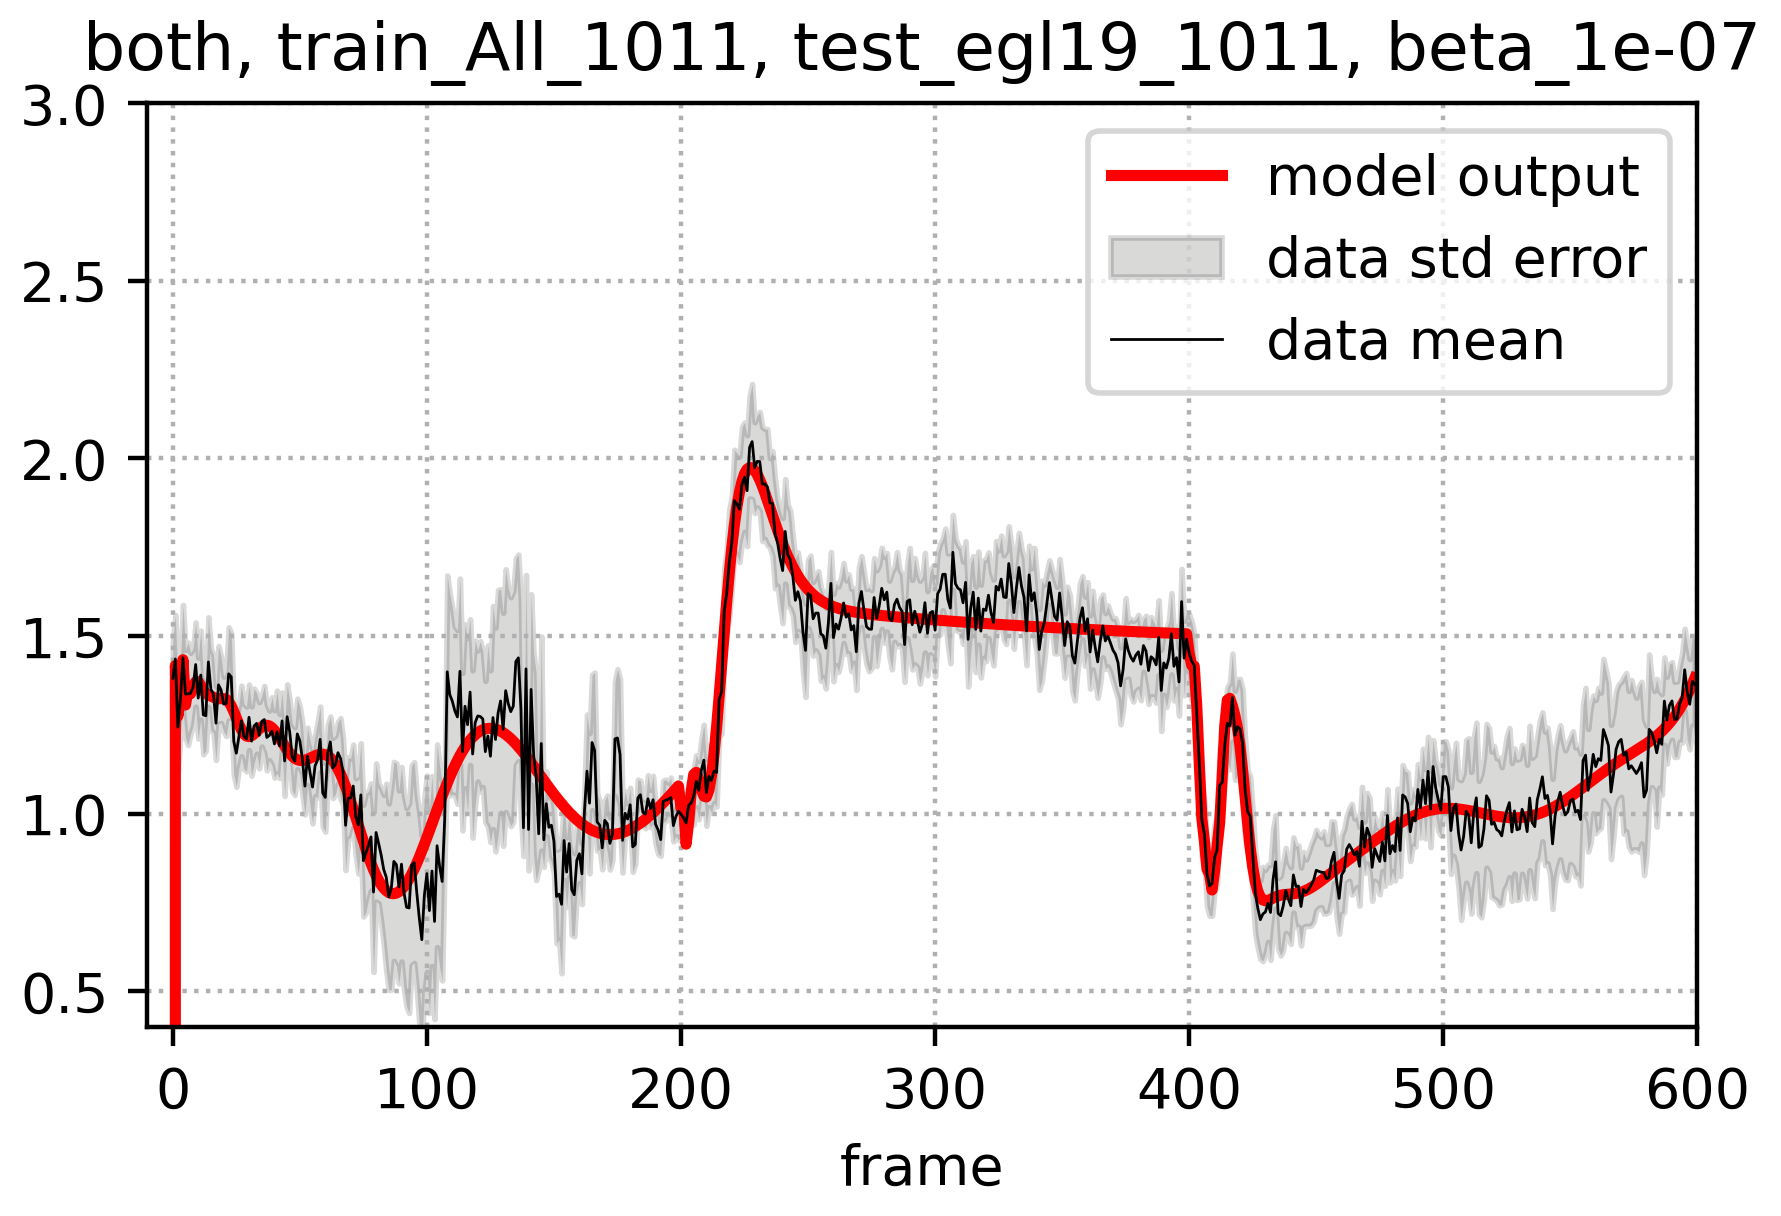 both, train_All_1011, test_egl19_1011, beta_1e-07
3.0
2.5
2.0
1.5
1.0
0.5
model output
data std error
data mean
0 100 200 300 400 500 600
frame